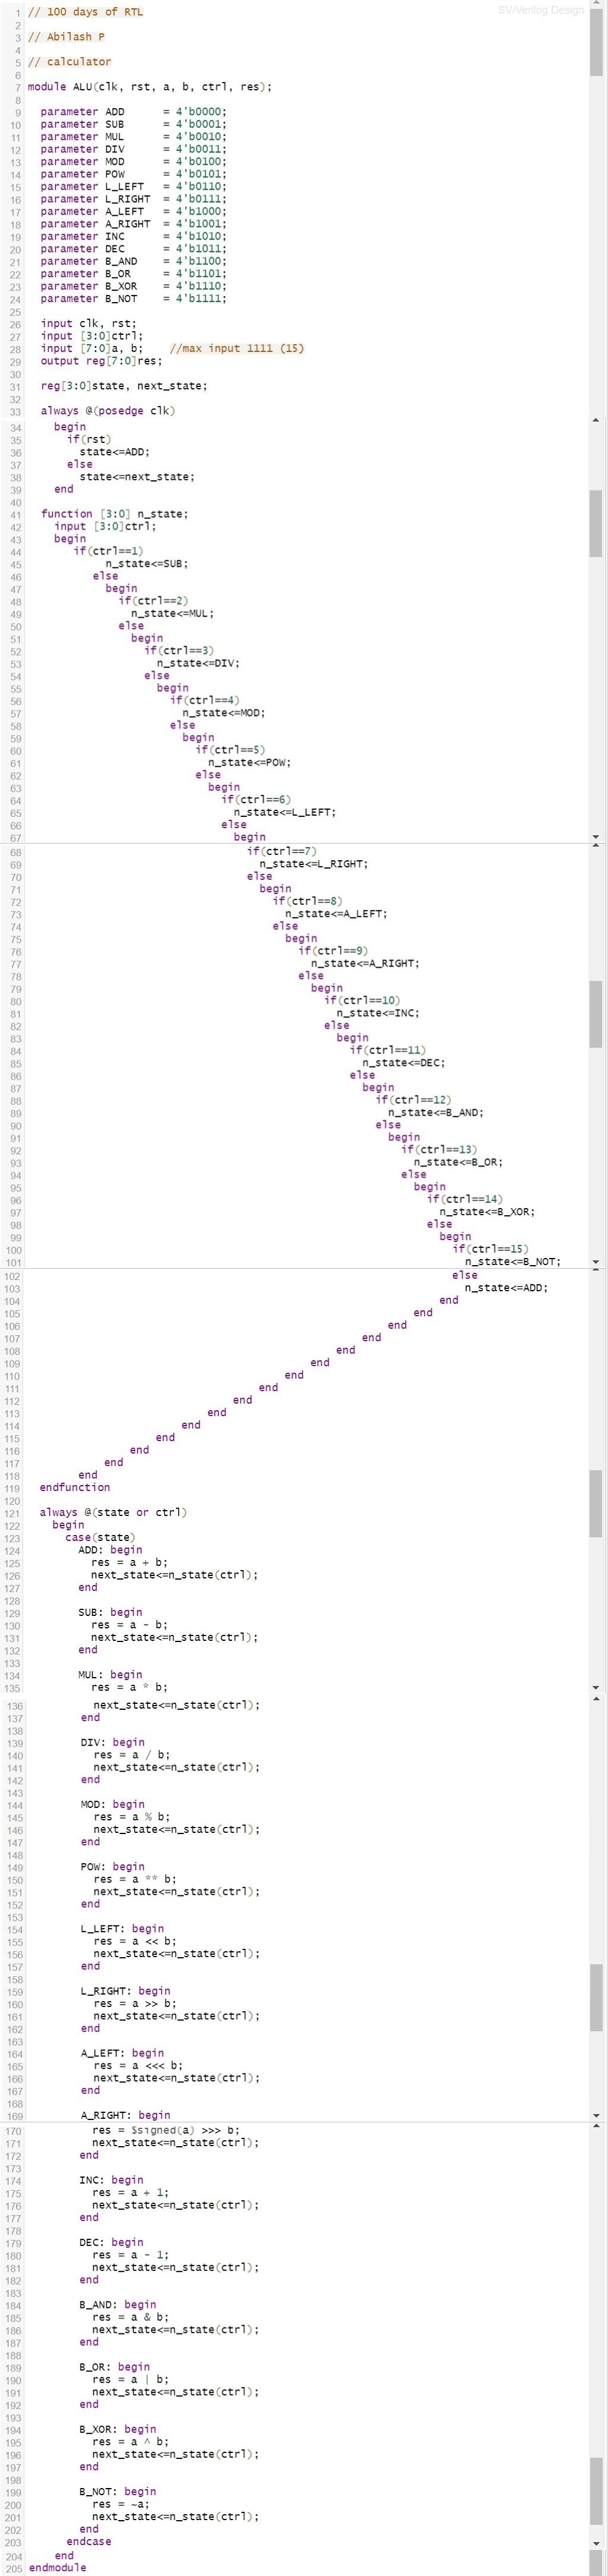 SV/Verilog Design
1 // 100 days of RTL
2
3 // Abilash P
4
5 // calculator
6
7 module ALU(clk, rst, a, b, ctrl, res);
8
9 parameter ADD = 4'b0000;
10 parameter SUB = 4'b0001;
11 parameter MUL = 4'b0010;
12 parameter DIV = 4'b0011;
13 parameter MOD = 4'b0100;
14 parameter POW = 4'b0101;
15 parameter L_LEFT = 4'b0110;
16 parameter L_RIGHT = 4'b0111;
17 parameter A_LEFT = 4'b1000;
18 parameter A_RIGHT = 4'b1001;
19 parameter INC = 4'b1010;
20 parameter DEC = 4'b1011;
21 parameter B_AND = 4'b1100;
22 parameter B_OR = 4'b1101;
23 parameter B_XOR = 4'b1110;
24 parameter B_NOT = 4'b1111;
25
26 input clk, rst;
27 input [3:0]ctrl;
28 input [7:0]a, b; //max input 1111 (15)
29 output reg[7:0]res;
30
31 reg[3:0]state, next_state;
32
33 always @(posedge clk)
34 begin
35 if(rst)
36 state<=ADD;
37 else
38 state<=next_state;
39 end
40
41 function [3:0] n_state;
42 input [3:0]ctrl;
43 begin
44 if(ctrl==1)
45 n_state<=SUB;
46 else
47 begin
48 if(ctrl==2)
49 n_state<=MUL;
50 else
51 begin
52 if(ctrl==3)
53 n_state<=DIV;
54 else
55 begin
56 if(ctrl==4)
57 n_state<=MOD;
58 else
59 begin
60 if(ctrl==5)
61 n_state<=POW;
62 else
63 begin
64 if(ctrl==6)
65 n_state<=L_LEFT;
66 else
67 begin
68 if(ctrl==7)
69 n_state<=L_RIGHT;
70 else
71 begin
72 if(ctrl==8)
73 n_state<=A_LEFT;
74 else
75 begin
76 if(ctrl==9)
77 n_state<=A_RIGHT;
78 else
79 begin
80 if(ctrl==10)
81 n_state<=INC;
82 else
83 begin
84 if(ctrl==11)
85 n_state<=DEC;
86 else
87 begin
88 if(ctrl==12)
89 n_state<=B_AND;
90 else
91 begin
92 if(ctrl==13)
93 n_state<=B_OR;
94 else
95 begin
96 if(ctrl==14)
97 n_state<=B_XOR;
98 else
99 begin
100 if(ctrl==15)
101 n_state<=B_NOT;
102 else
103 n_state<=ADD;
104 end
105 end
106 end
107 end
108 end
109 end
110 end
111 end
112 end
113 end
114 end
115 end
116 end
117 end
118 end
119 endfunction
120
121 always @(state or ctrl)
122 begin
123 case(state)
124 ADD: begin
125 res = a + b;
126 next_state<=n_state(ctrl);
127 end
128
129 SUB: begin
130 res = a - b;
131 next_state<=n_state(ctrl);
132 end
133
134 MUL: begin
135 res = a * b;
136 next_state<=n_state(ctrl);
137 end
138
139 DIV: begin
140 res = a / b;
141 next_state<=n_state(ctrl);
142 end
143
144 MOD: begin
145 res = a % b;
146 next_state<=n_state(ctrl);
147 end
148
149 POW: begin
150 res = a ** b;
151 next_state<=n_state(ctrl);
152 end
153
154 L_LEFT: begin
155 res = a << b;
156 next_state<=n_state(ctrl);
157 end
158
159 L_RIGHT: begin
160 res = a >> b;
161 next_state<=n_state(ctrl);
162 end
163
164 A_LEFT: begin
165 res = a <<< b;
166 next_state<=n_state(ctrl);
167 end
168
169 A_RIGHT: begin
170 res = $signed(a) >>> b;
171 next_state<=n_state(ctrl);
172 end
173
174 INC: begin
175 res = a + 1;
176 next_state<=n_state(ctrl);
177 end
178
179 DEC: begin
180 res = a - 1;
181 next_state<=n_state(ctrl);
182 end
183
184 B_AND: begin
185 res = a & b;
186 next_state<=n_state(ctrl);
187 end
188
189 B_OR: begin
190 res = a | b;
191 next_state<=n_state(ctrl);
192 end
193
194 B_XOR: begin
195 res = a ^ b;
196 next_state<=n_state(ctrl);
197 end
198
199 B_NOT: begin
200 res = ~a;
201 next_state<=n_state(ctrl);
202 end
203 endcase
204 end
205 endmodule